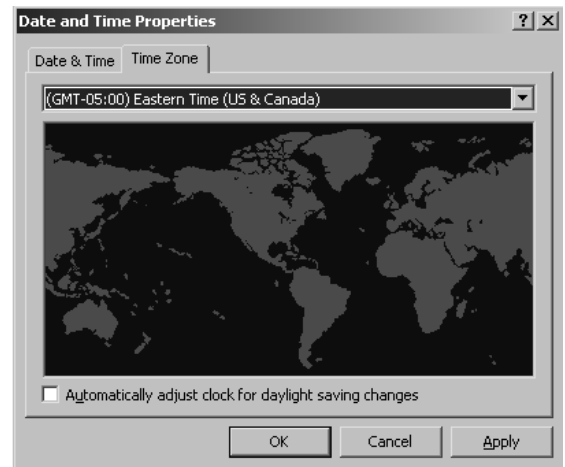 Date and Time Properties
Date & Time Time Zone
(GMT-05:00) Eastern Time (US & Canada)
Automatically adjust clock for daylight saving changes
OK Cancel Apply